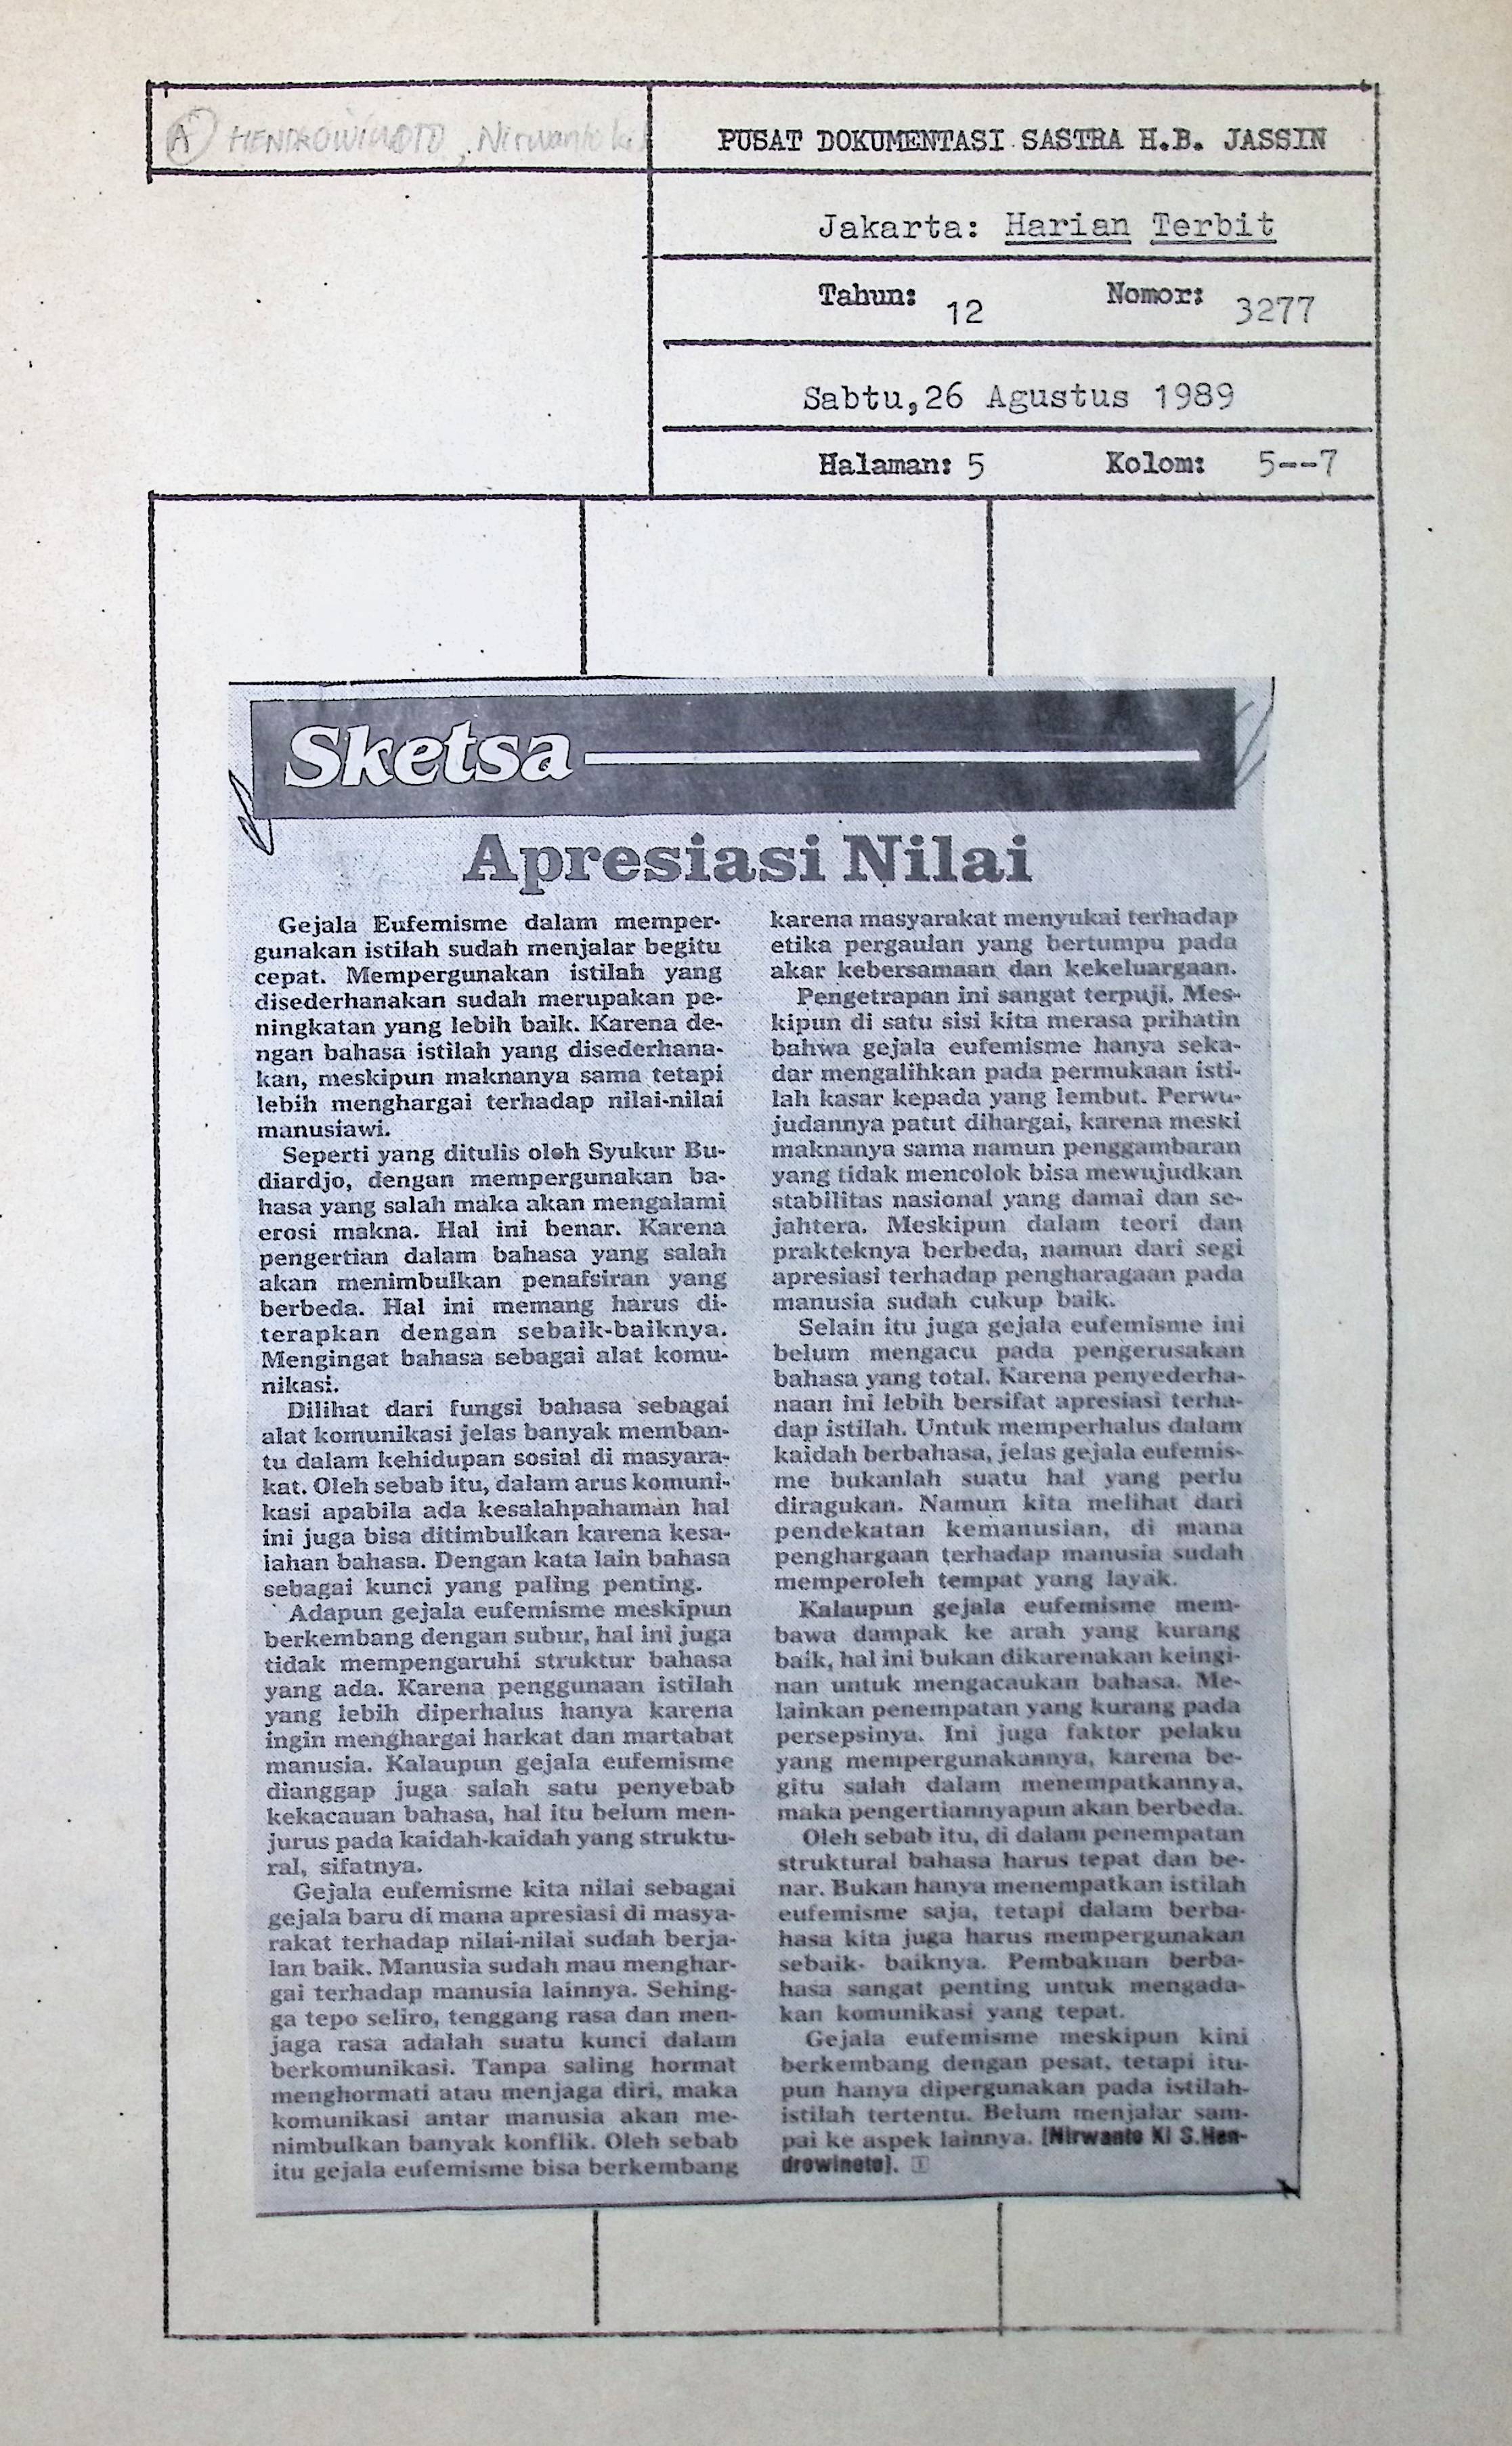 A HENDROWINOTO, Nirwanto Ki
PUSAT DOKUMENTASI SASTRA H.B. JASSIN
Jakarta: Harian Terbit
Tahun: 12 Nomor: 3277
Sabtu,26 Agustus 1989
Halaman: 5 Kolom: 5--7
Sketsa
Apresiasi Nilai
Gejala Eufemisme dalam memper-
gunakan istilah sudah menjalar begitu
cepat. Mempergunakan istilah yang
disederhanakan sudah merupakan pe-
ningkatan yang lebih baik. Karena de-
ngan bahasa istilah yang disederhana-
kan, meskipun maknanya sama tetapi
lebih menghargai terhadap nilai-nilai
manusiawi.
Seperti yang ditulis oleh Syukur Bu-
diardjo, dengan mempergunakan ba-
hasa yang salah maka akan mengalami
erosi makna. Hal ini benar. Karena
pengertian dalam bahasa yang salah
akan menimbulkan penafsiran yang
berbeda. Hal ini memang harus di-
terapkan dengan sebaik-baiknya.
Mengingat bahasa sebagai alat komu-
nikasi.
Dilihat dari fungsi bahasa sebagai
alat komunikasi jelas banyak memban-
tu dalam kehidupan sosial di masyara-
kat. Oleh sebab itu, dalam arus komuni-
kasi apabila ada kesalahpahaman hal
ini juga bisa ditimbulkan karena kesa-
lahan bahasa. Dengan kata lain bahasa
sebagai kunci yang paling penting.
Adapun gejala eufemisme meskipun
berkembang dengan subur, hal ini juga
tidak mempengaruhi struktur bahasa
yang ada. Karena penggunaan istilah
yang lebih diperhalus hanya karena
ingin menghargai harkat dan martabat
manusia. Kalaupun gejala eufemisme
dianggap juga salah satu penyebab
kekacauan bahasa, hal itu belum men-
jurus pada kaidah-kaidah yang struktu-
ral, sifatnya.
Gejala eufemisme kita nilai sebagai
gejala baru di mana apresiasi di masya-
rakat terhadap nilai-nilai sudah berja-
lan baik. Manusia sudah mau menghar-
gai terhadap manusia lainnya. Sehing-
ga tepo seliro, tenggang rasa dan men-
jaga rasa adalah suatu kunci dalam
berkomunikasi. Tanpa saling hormat
menghormati atau menjaga diri, maka
komunikasi antar manusia akan me-
nimbulkan banyak konflik. Oleh sebab
itu gejala eufemisme bisa berkembang
karena masyarakat menyukai terhadap
etika pergaulan yang bertumpu pada
akar kebersamaan dan kekeluargaan.
Pengetrapan ini sangat terpuji. Mes-
kipun di satu sisi kita merasa prihatin
bahwa gejala eufemisme hanya seka-
dar mengalihkan pada permukaan isti-
lah kasar kepada yang lembut. Perwu-
judannya patut dihargai, karena meski
maknanya sama namun penggambaran
yang tidak mencolok bisa mewujudkan
stabilitas nasional yang damai dan se-
jahtera. Meskipun dalam teori dan
prakteknya berbeda, namun dari segi
apresiasi terhadap pengharagaan pada
manusia sudah cukup baik.
Selain itu juga gejala eufemisme ini
belum mengacu pada pengerusakan
bahasa yang total. Karena penyederha-
naan ini lebih bersifat apresiasi terha-
dap istilah. Untuk memperhalus dalam
kaidah berbahasa, jelas gejala eufemis-
me bukanlah suatu hal yang perlu
diragukan. Namun kita melihat dari
pendekatan kemanusian, di mana
penghargaan terhadap manusia sudah
memperoleh tempat yang layak.
Kalaupun gejala eufemisme mem-
bawa dampak ke arah yang kurang
baik, hal ini bukan dikarenakan keingi-
nan untuk mengacaukan bahasa. Me-
lainkan penempatan yang kurang pada
persepsinya. Ini juga faktor pelaku
yang mempergunakannya, karena be-
gitu salah dalam menempatkannya,
maka pengertiannyapun akan berbeda.
Oleh sebab itu, di dalam penempatan
struktural bahasa harus tepat dan be-
nar. Bukan hanya menempatkan istilah
eufemisme saja, tetapi dalam berba-
hasa kita juga harus mempergunakan
sebaik- baiknya. Pembakuan berba-
hasa sangat penting untuk mengada-
kan komunikasi yang tepat.
Gejala eufemisme meskipun kini
berkembang dengan pesat, tetapi itu-
pun hanya dipergunakan pada istilah-
istilah tertentu. Belum menjalar sam-
pai ke aspek lainnya. [Nirwanto Ki S.Hen-
drowinoto].